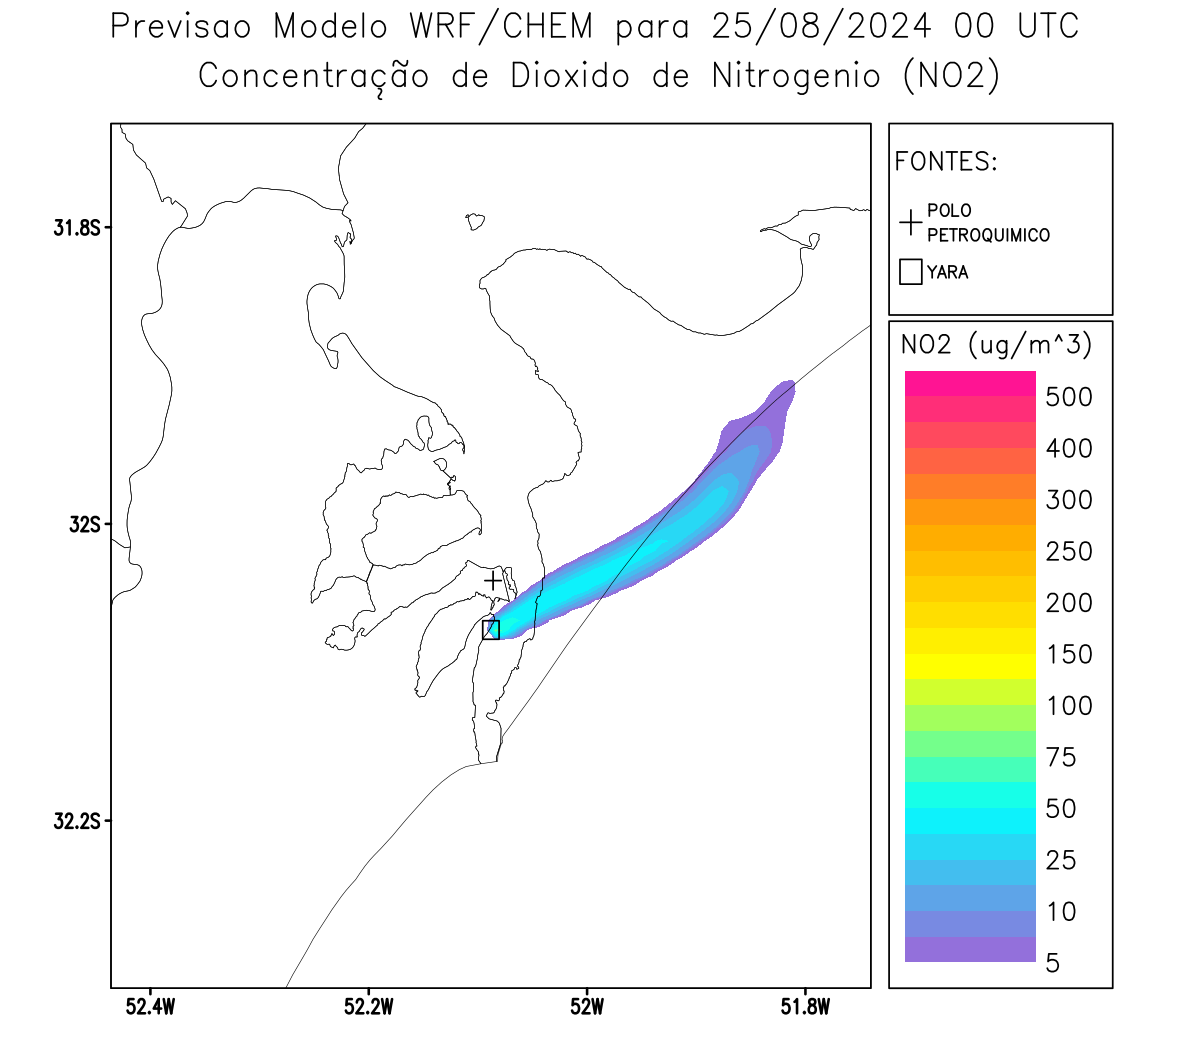 Previsao Modelo WRF/CHEM para 25/08/2024 00 UTC
Concentração de Dioxido de Nitrogenio (NO2)
FONTES:
POLO
PETROQUIMICO
YARA
NO2 (ug/m^3)
500
400
300
250
200
150
100
75
50
25
10
5
31.8S
32S
32.2S
52.4W
52.2W
52W
51.8W